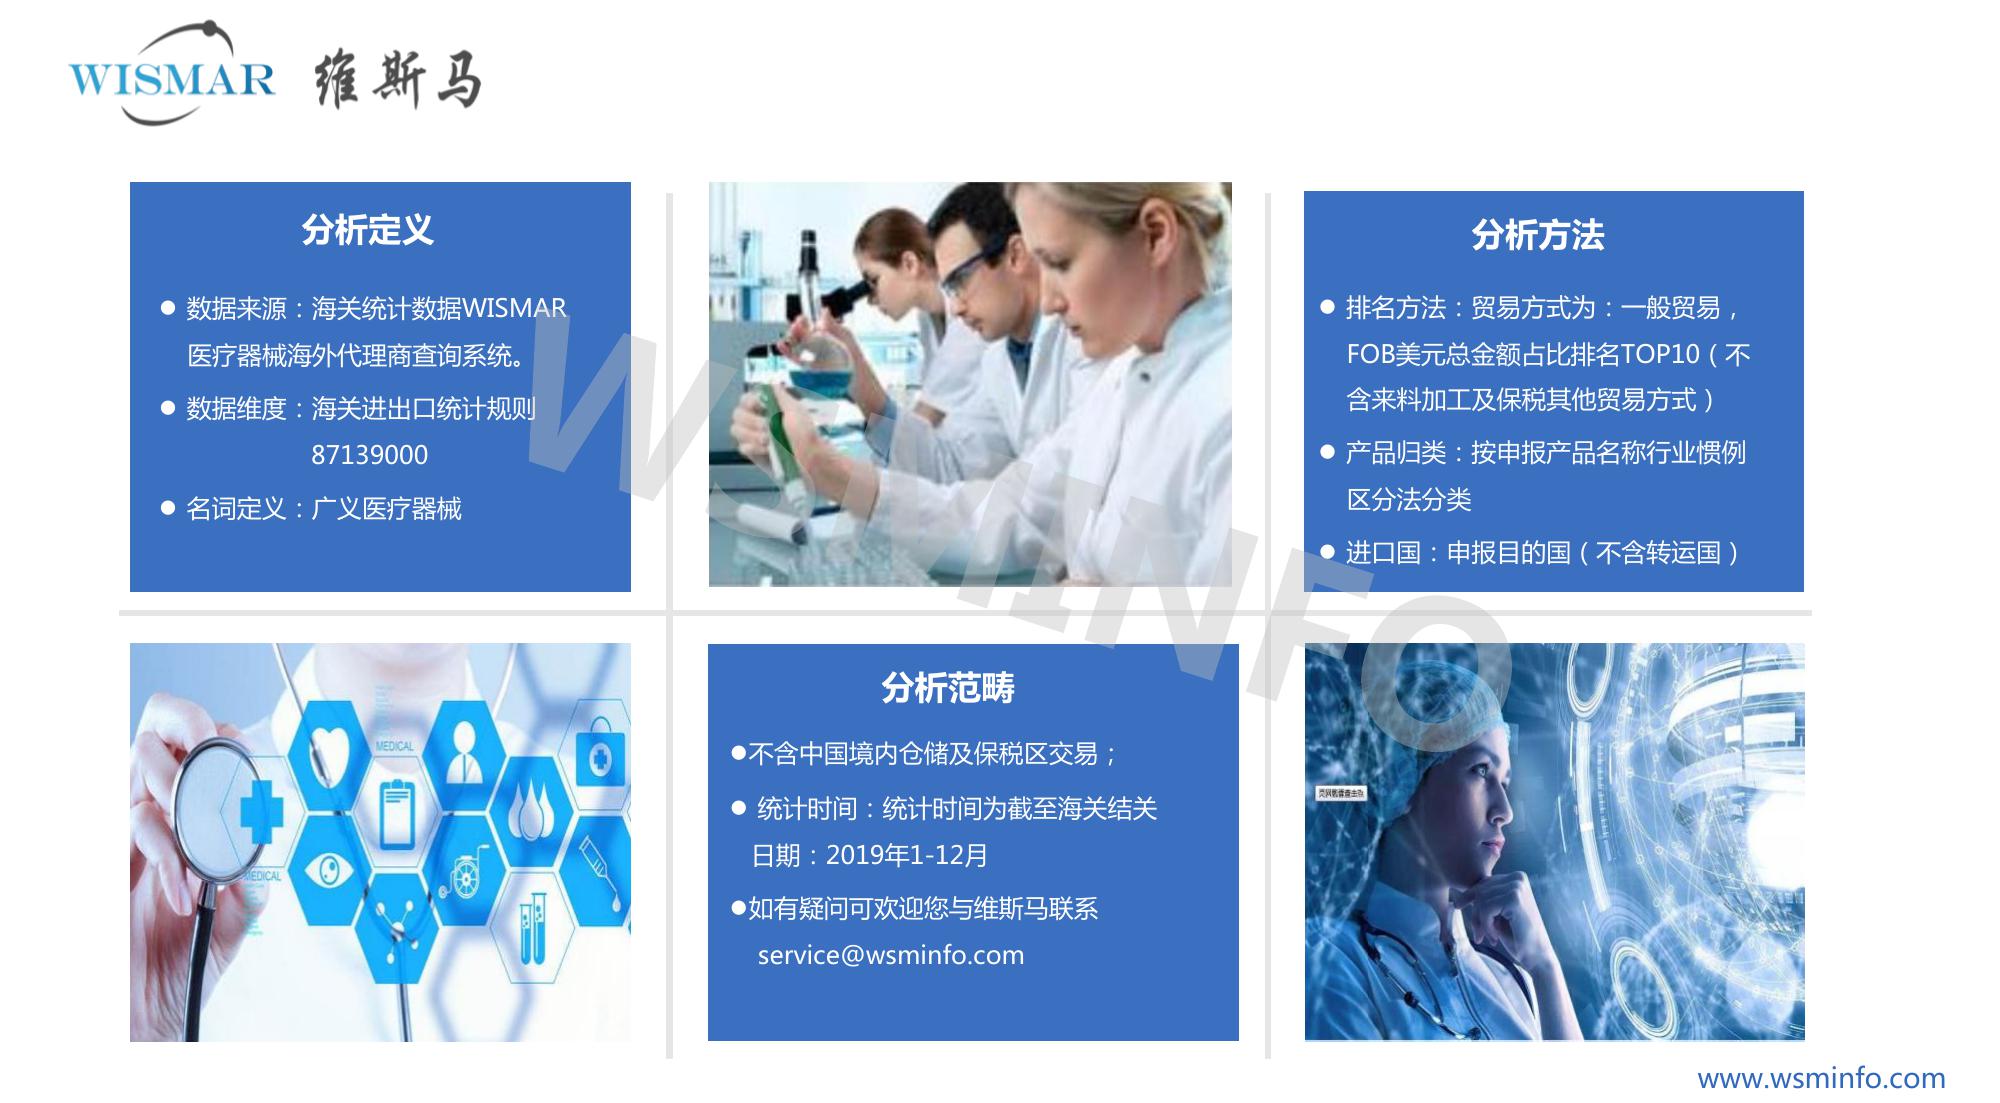 WISMAR 维斯马
分析定义
● 数据来源：海关统计数据WISMAR
医疗器械海外代理商查询系统。
● 数据维度：海关进出口统计规则
87139000
● 名词定义：广义医疗器械
分析方法
● 排名方法：贸易方式为：一般贸易，
FOB美元总金额占比排名TOP10（不
含来料加工及保税其他贸易方式）
● 产品归类：按申报产品名称行业惯例
区分法分类
● 进口国：申报目的国（不含转运国）
WSMINFO
MEDICAL
MEDICAL
分析范畴
●不含中国境内仓储及保税区交易；
● 统计时间：统计时间为截至海关结关
日期：2019年1-12月
●如有疑问可欢迎您与维斯马联系
service@wsminfo.com
www.wsminfo.com